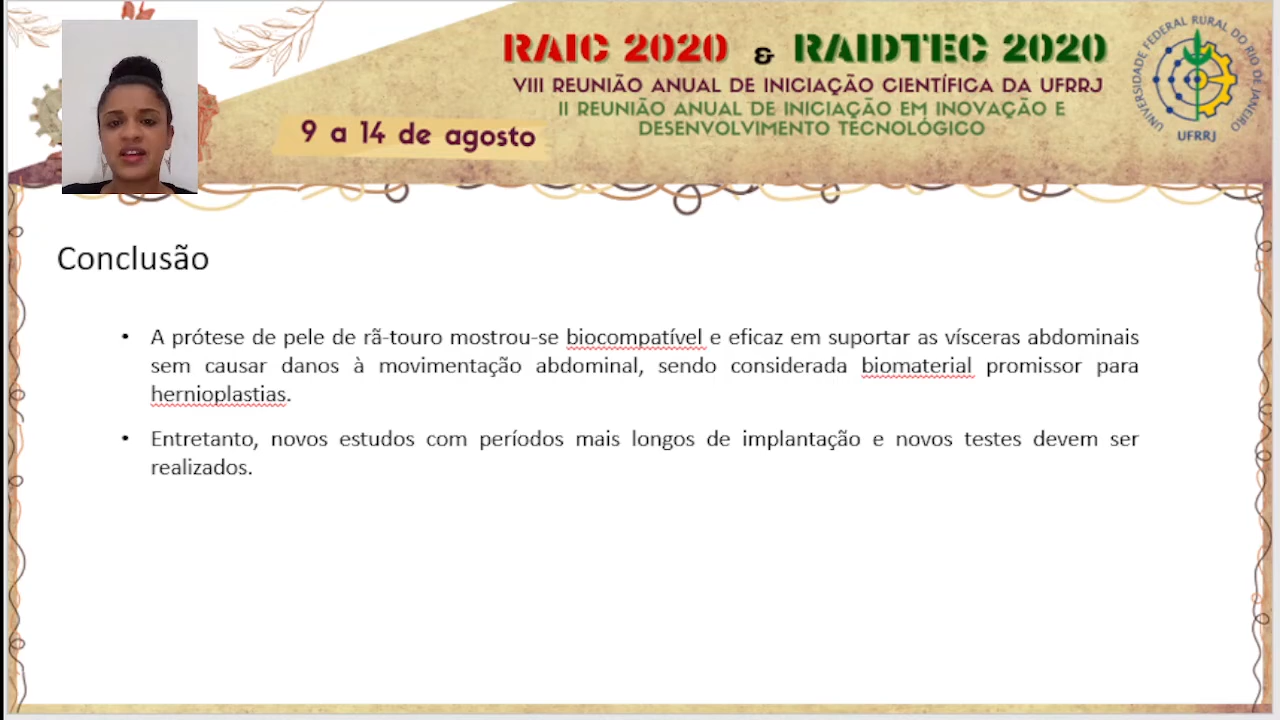 RAIC 2020 & RAIDTEC 2020
VIII REUNIÃO ANUAL DE INICIAÇÃO CIENTÍFICA DA UFRRJ
II REUNIÃO ANUAL DE INICIAÇÃO EM INOVAÇÃO E
DESENVOLVIMENTO TECNOLÓGICO
9 a 14 de agosto
UNIVERSIDADE FEDERAL RURAL DO RIO DE JANEIRO
UFRRJ
Conclusão
• A prótese de pele de rã-touro mostrou-se biocompatível e eficaz em suportar as vísceras abdominais
sem causar danos à movimentação abdominal, sendo considerada biomaterial promissor para
hernioplastias.
• Entretanto, novos estudos com períodos mais longos de implantação e novos testes devem ser
realizados.